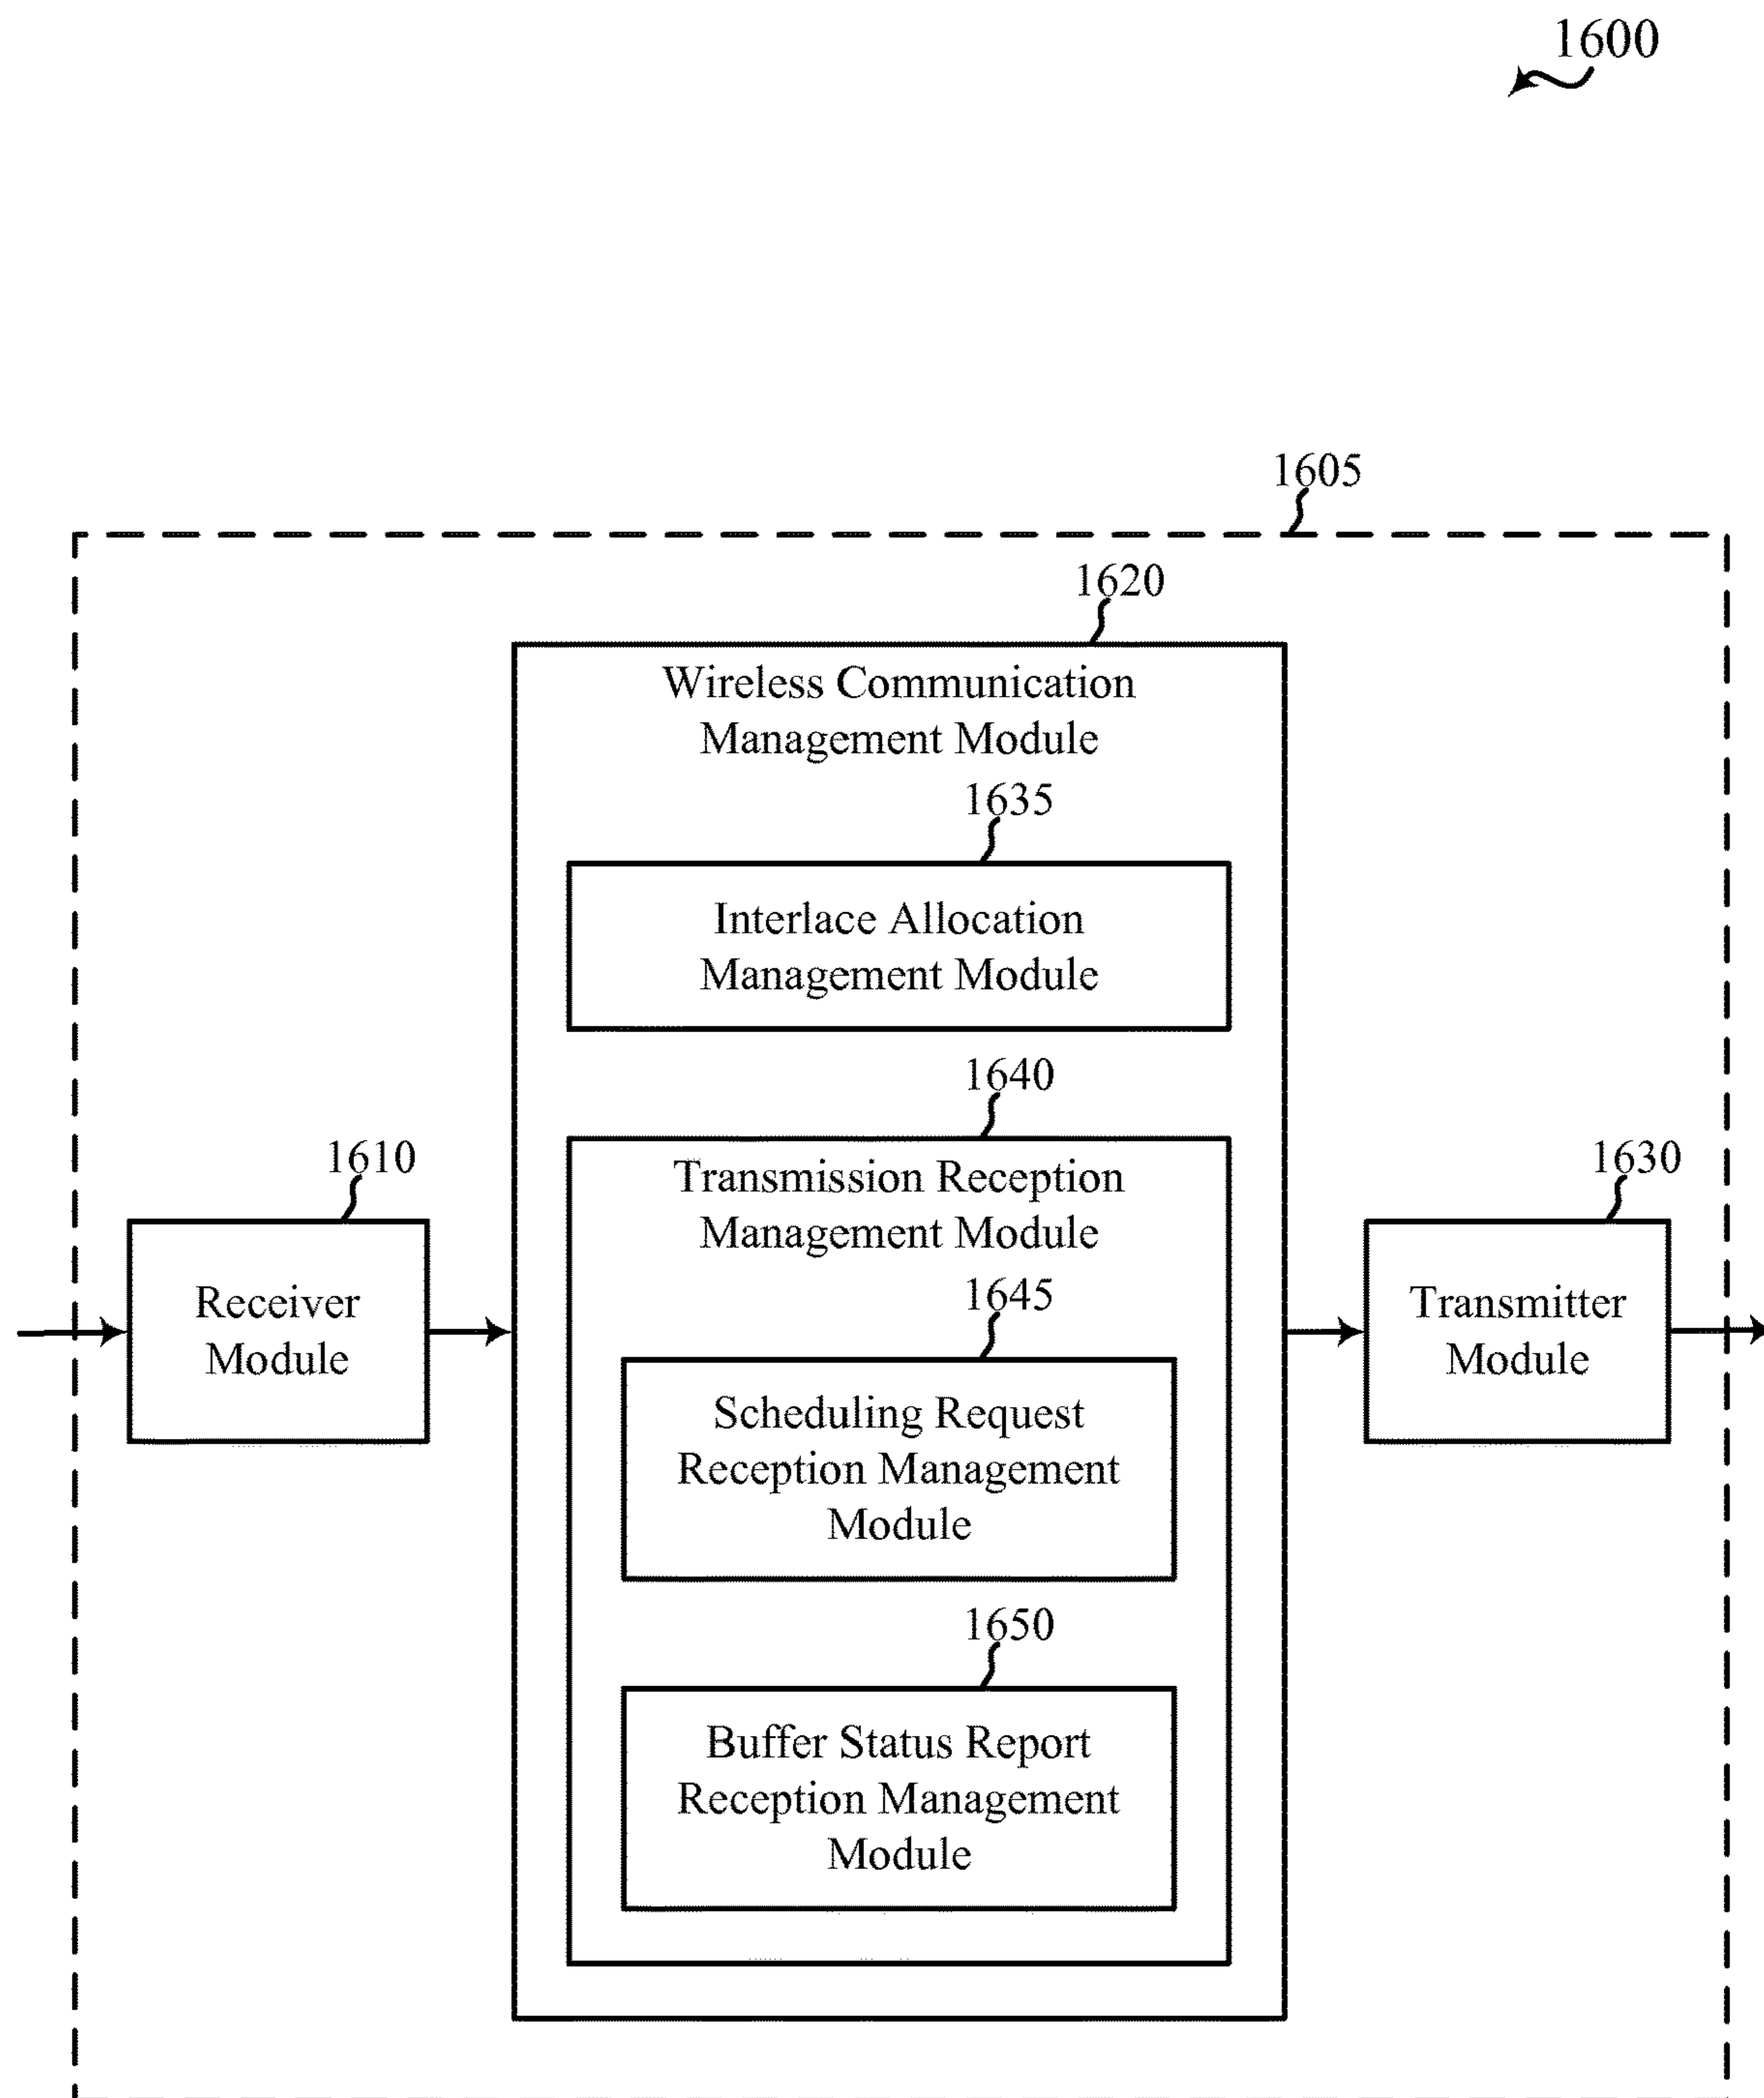 1600
1605
1620
Wireless Communication
Management Module
1635
Interlace Allocation
Management Module
1640
Transmission Reception
Management Module
1610
Receiver
Module
1645
Scheduling Request
Reception Management
Module
1650
Buffer Status Report
Reception Management
Module
1630
Transmitter
Module